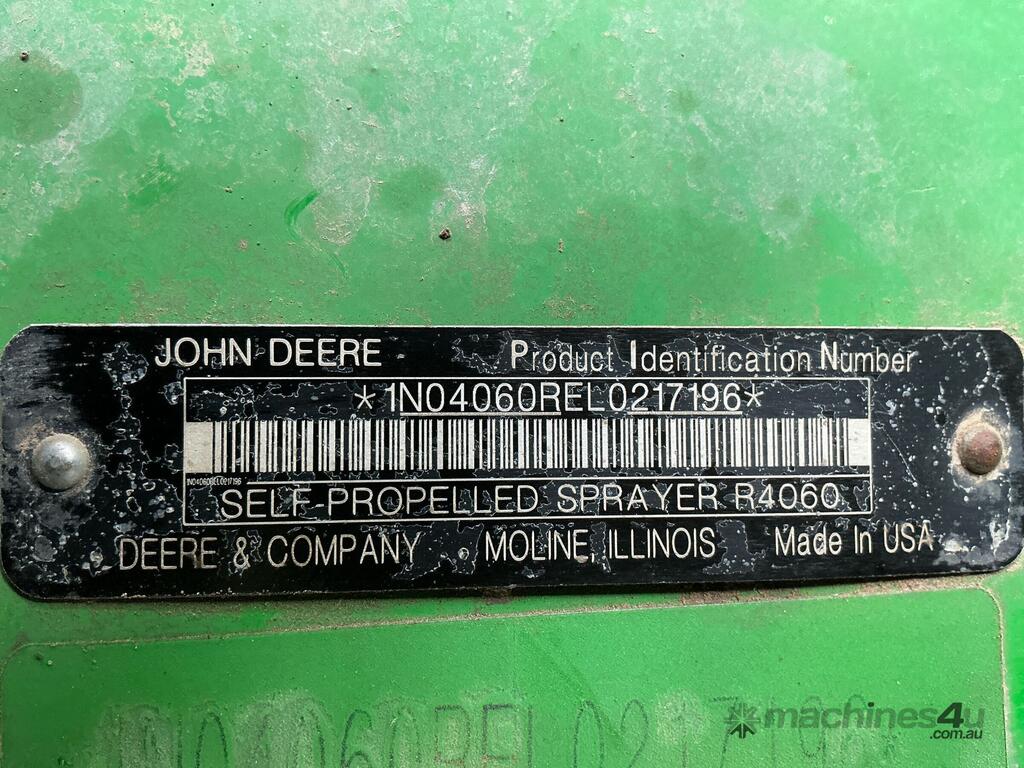 JOHN DEERE Product Identification Number
*1N04060REL0217196*
1N04060REL0217196
SELF-PROPELLED SPRAYER R4060
DEERE & COMPANY MOLINE, ILLINOIS Made In USA
1N04060REL0217196*
machines4u
.com.au